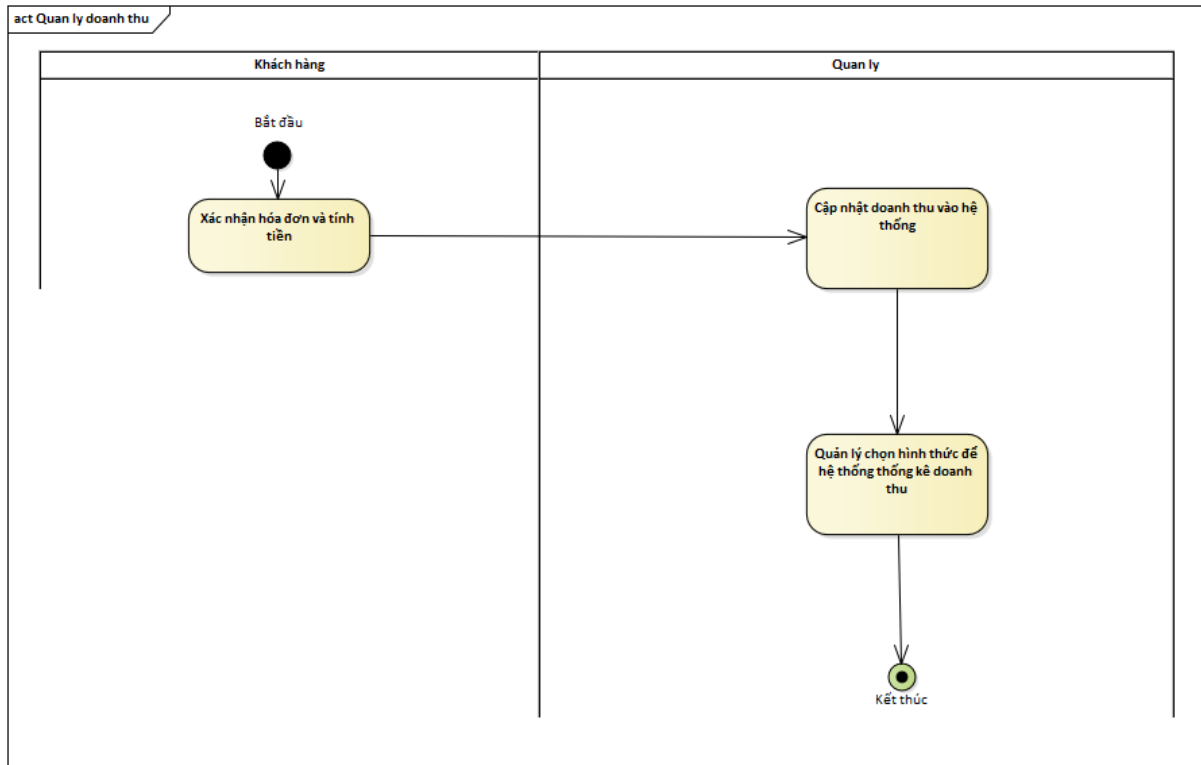 act Quan ly doanh thu
Khách hàng
Quan ly
Bắt đầu
Xác nhận hóa đơn và tính
tiền
Cập nhật doanh thu vào hệ
thống
Quản lý chọn hình thức để
hệ thống thống kê doanh
thu
Kết thúc